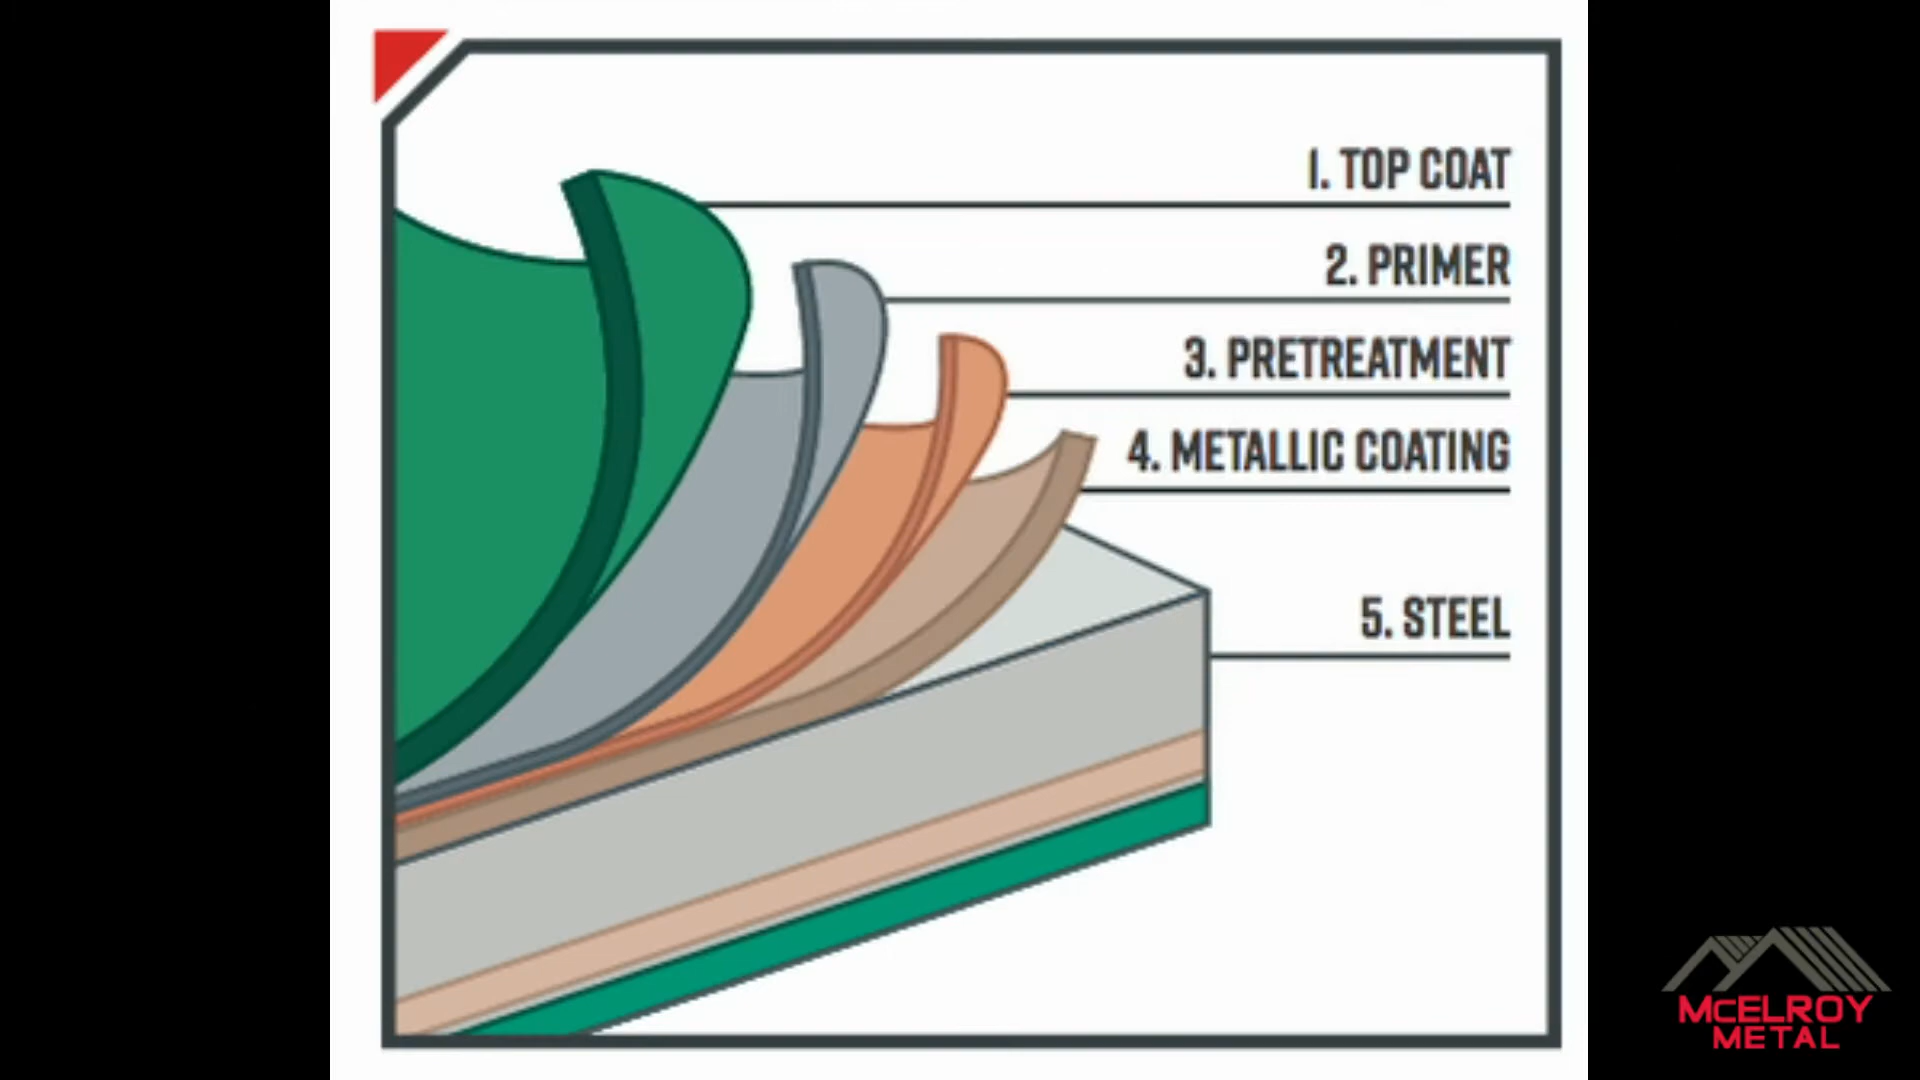 1. TOP COAT
2. PRIMER
3. PRETREATMENT
4. METALLIC COATING
5. STEEL
McELROY
METAL